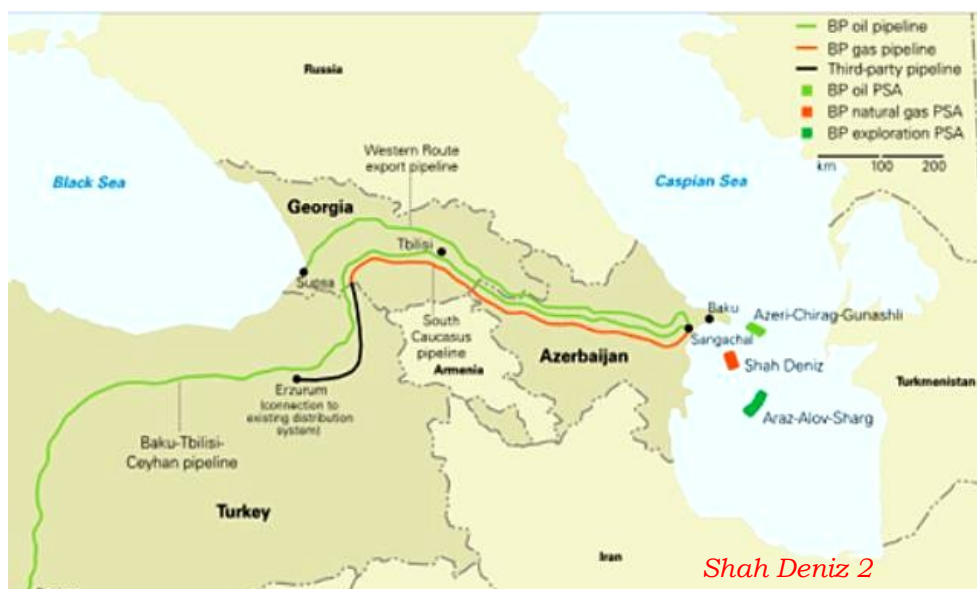 BP oil pipeline
BP gas pipeline
Third-party pipeline
BP oil PSA
BP natural gas PSA
BP exploration PSA
km 100 200
Russia
Western Route
export pipeline
Black Sea
Caspian Sea
Georgia
Tbilisi
Supsa
Baku
Azeri-Chirag-Gunashli
Sangachal
South
Caucasus
pipeline
Azerbaijan
Shah Deniz
Armenia
Turkmenistan
Erzurum
(connection to
existing distribution
system)
Araz-Alov-Sharg
Baku-Tbilisi-
Ceyhan pipeline
Turkey
Iran
Shah Deniz 2